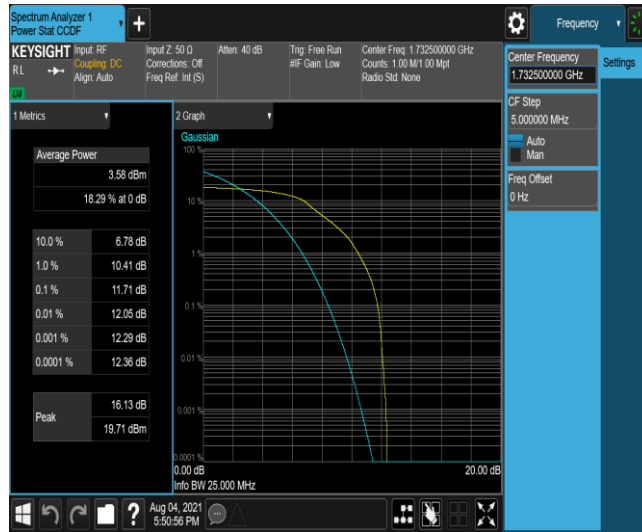 Spectrum Analyzer 1
Power Stat CCDF
Frequency
KEYSIGHT
RL
LXI
Input: RF
Coupling: DC
Align: Auto
Input Z: 50 Ω
Corrections: Off
Freq Ref: Int (S)
Atten: 40 dB
Trig: Free Run
#IF Gain: Low
Center Freq: 1.732500000 GHz
Counts: 1.00 M/1.00 Mpt
Radio Std: None
Center Frequency
1.732500000 GHz
Settings
CF Step
5.000000 MHz
Auto
Man
Freq Offset
0 Hz
1 Metrics
Average Power
3.58 dBm
18.29 % at 0 dB
10.0 % 6.78 dB
1.0 % 10.41 dB
0.1 % 11.71 dB
0.01 % 12.05 dB
0.001 % 12.29 dB
0.0001 % 12.36 dB
Peak
16.13 dB
19.71 dBm
2 Graph
Gaussian
100 %
10 %
1 %
0.1 %
0.01 %
0.001 %
0.0001 %
0.00 dB
20.00 dB
Info BW 25.000 MHz
?
Aug 04, 2021
5:50:56 PM